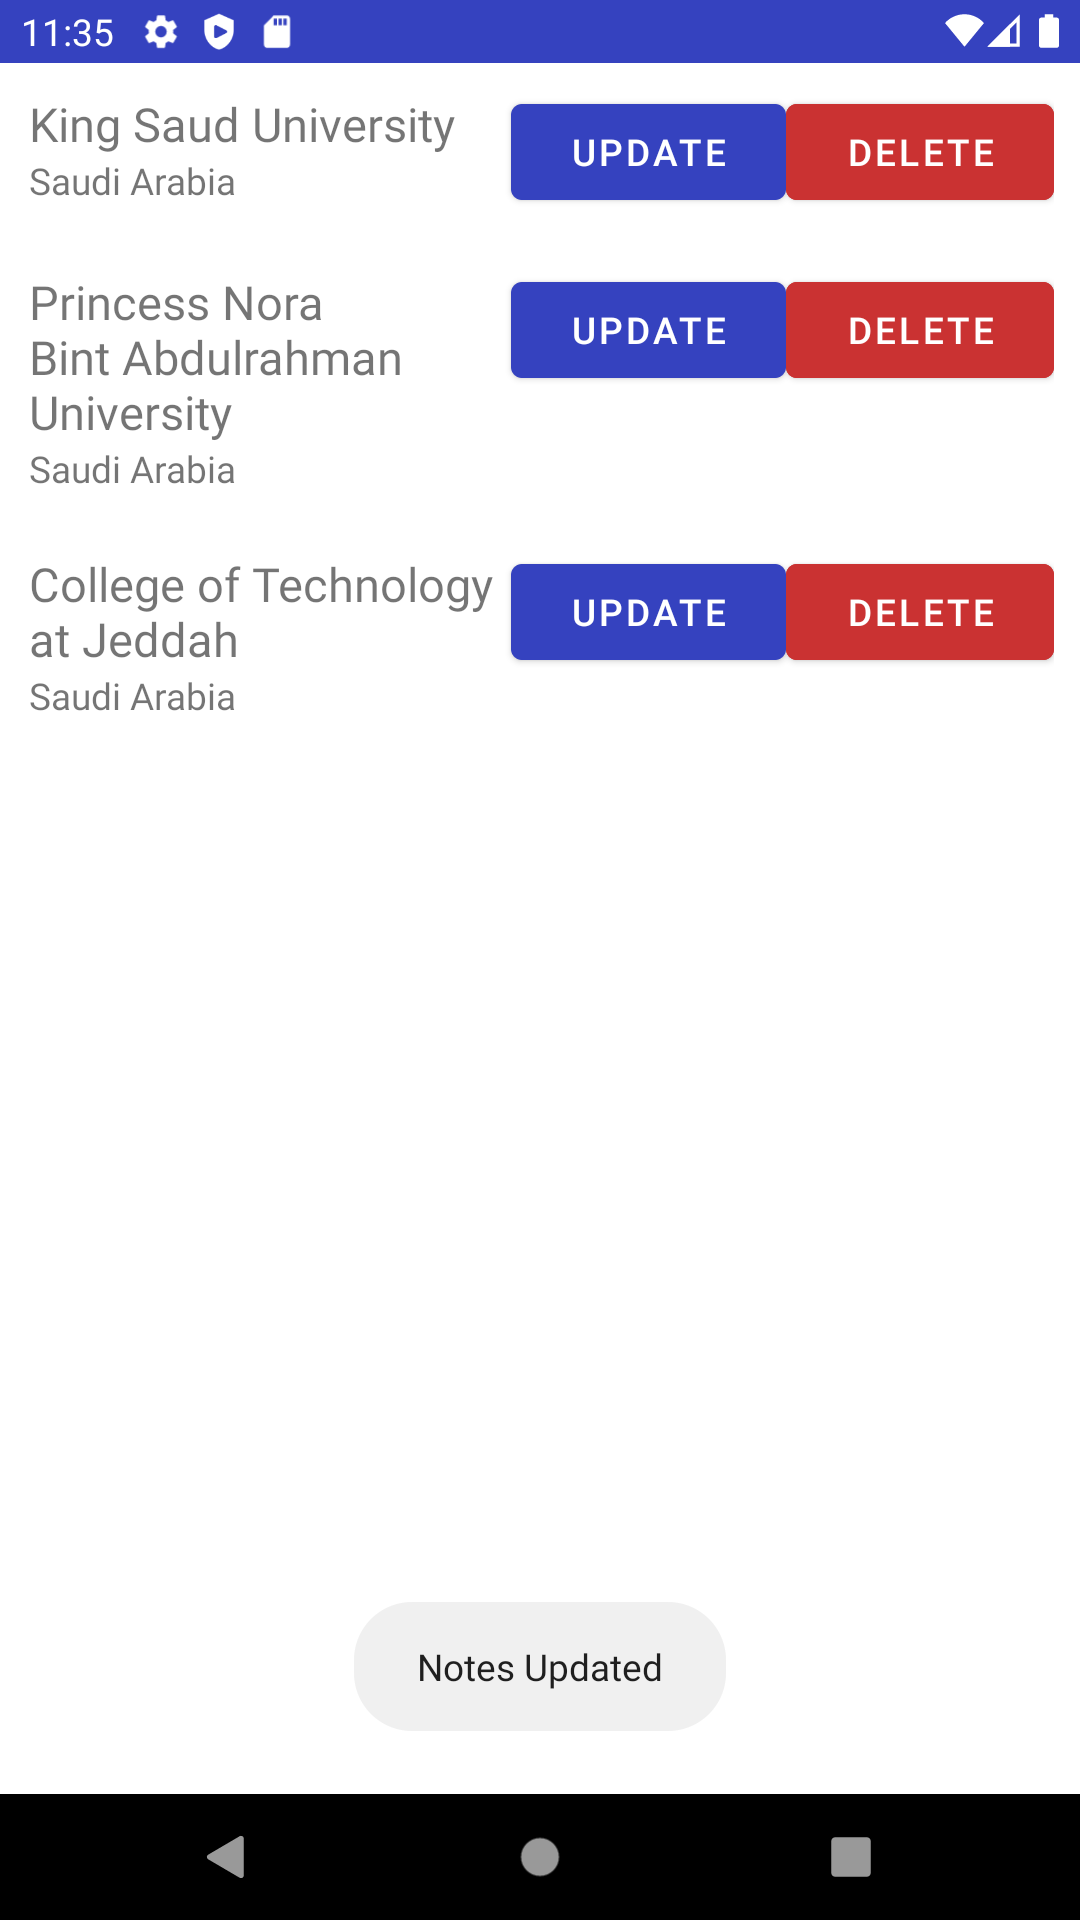 11:35
King Saud University
Saudi Arabia
UPDATE
DELETE
Princess Nora
Bint Abdulrahman
University
Saudi Arabia
UPDATE
DELETE
College of Technology
at Jeddah
Saudi Arabia
UPDATE
DELETE
Notes Updated